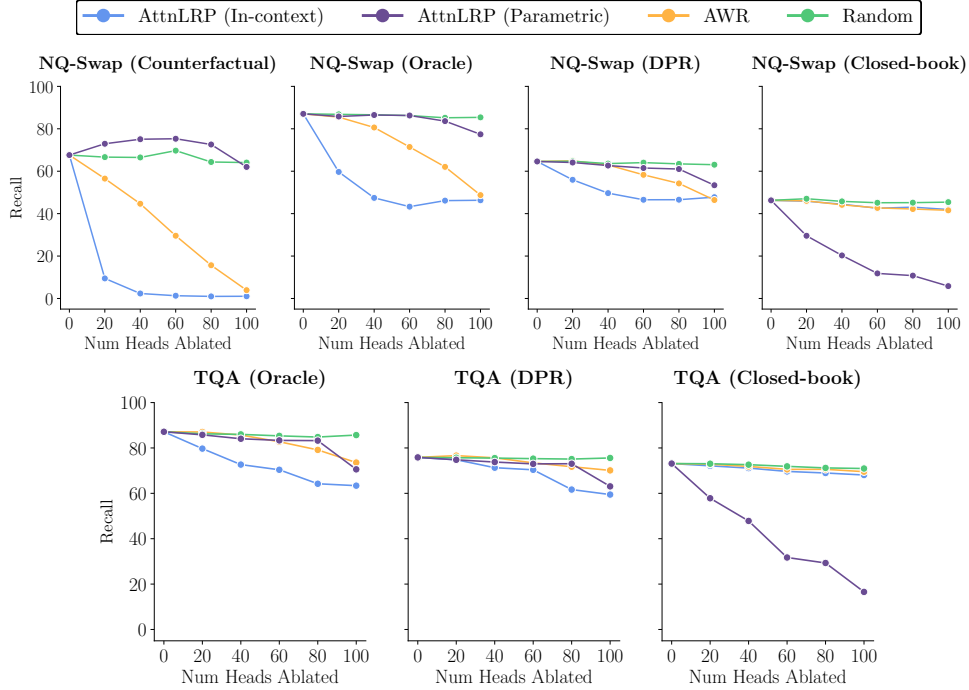 AttnLRP (In-context) AttnLRP (Parametric) AWR Random
NQ-Swap (Counterfactual) NQ-Swap (Oracle) NQ-Swap (DPR) NQ-Swap (Closed-book)
100
80
60
40
20
0
Recall
0 20 40 60 80 100 0 20 40 60 80 100 0 20 40 60 80 100 0 20 40 60 80 100
Num Heads Ablated Num Heads Ablated Num Heads Ablated Num Heads Ablated
TQA (Oracle) TQA (DPR) TQA (Closed-book)
100
80
60
40
20
0
Recall
0 20 40 60 80 100 0 20 40 60 80 100 0 20 40 60 80 100
Num Heads Ablated Num Heads Ablated Num Heads Ablated